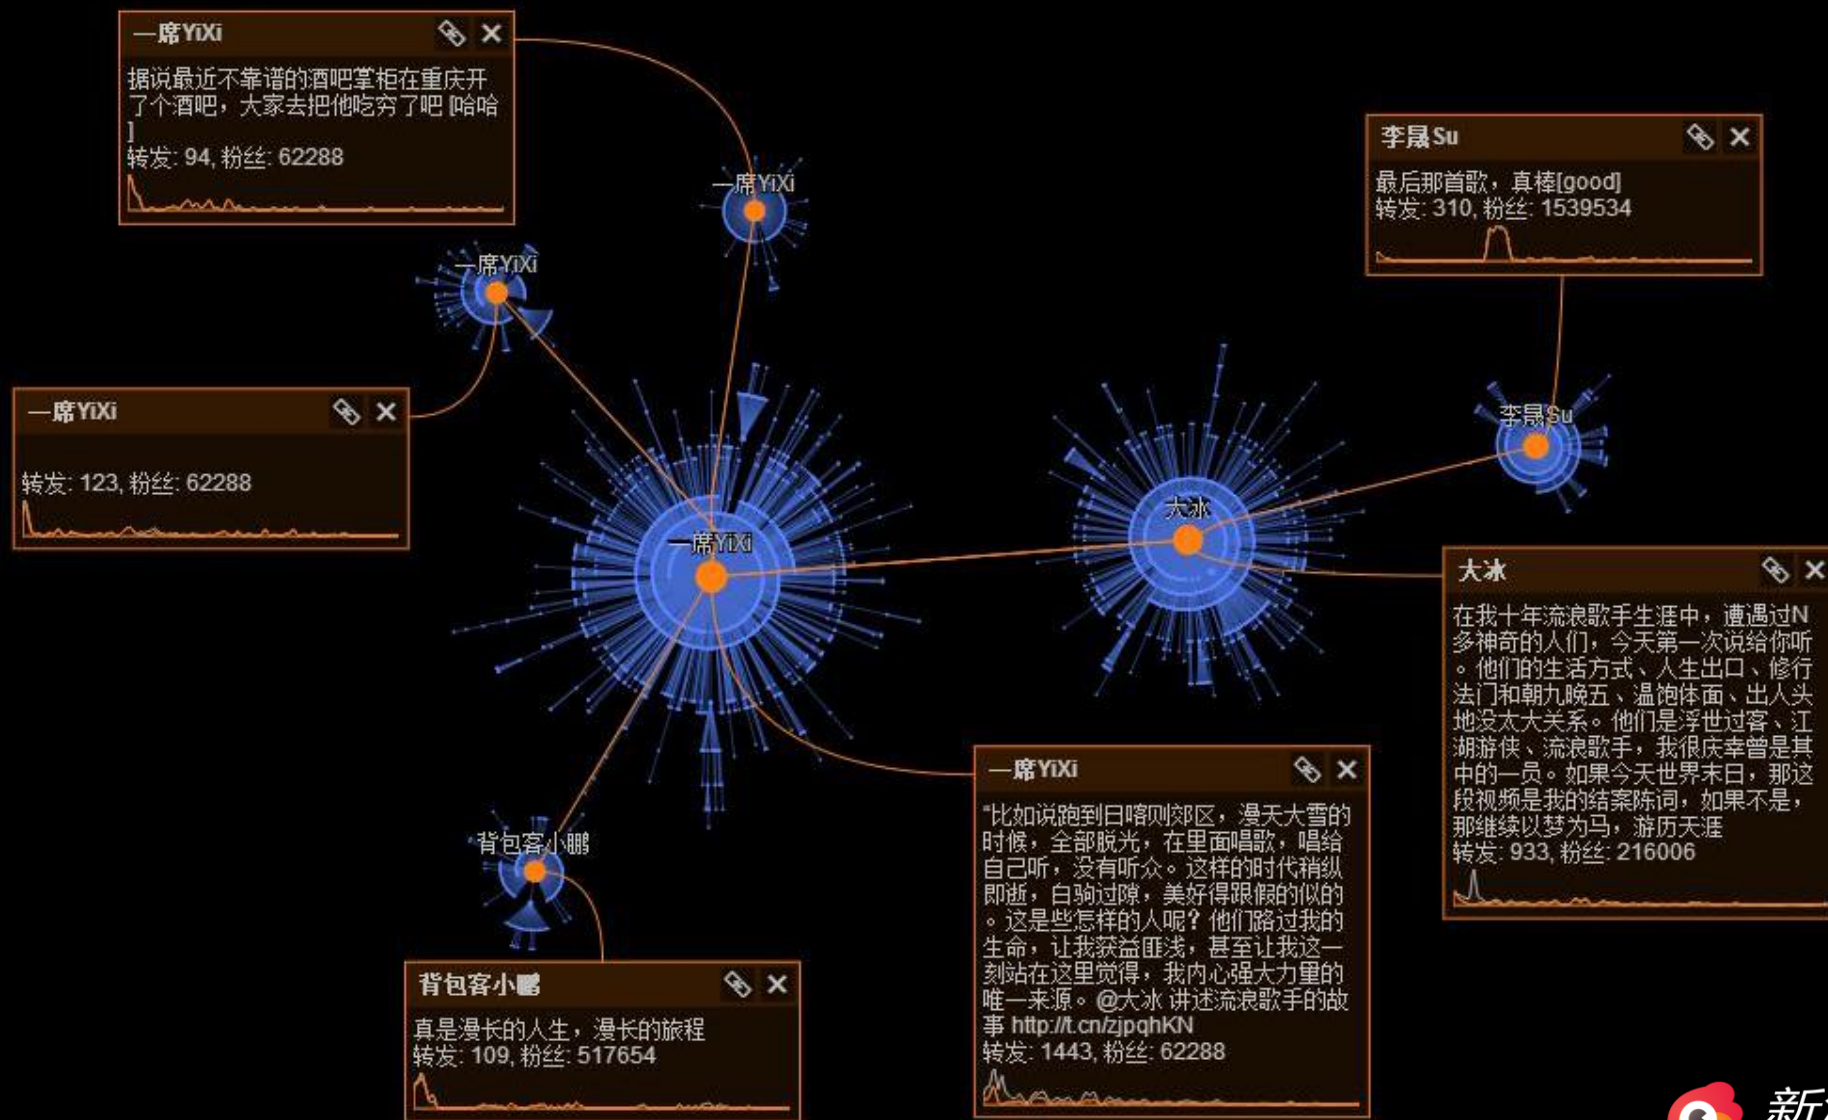 一席YiXi
据说最近不靠谱的酒吧掌柜在重庆开
了个酒吧，大家去把他吃穷了吧 [哈哈
]
转发: 94, 粉丝: 62288
一席YiXi
李晟Su
最后那首歌，真棒[good]
转发: 310, 粉丝: 1539534
一席YiXi
一席YiXi
转发: 123, 粉丝: 62288
李晟Su
大冰
一席YiXi
大冰
在我十年流浪歌手生涯中，遭遇过N
多神奇的人们，今天第一次说给你听
。他们的生活方式、人生出口、修行
法门和朝九晚五、温饱体面、出人头
地没太大关系。他们是浮世过客、江
湖游侠、流浪歌手，我很庆幸曾是其
中的一员。如果今天世界末日，那这
段视频是我的结案陈词，如果不是，
那继续以梦为马，游历天涯
转发: 933, 粉丝: 216006
一席YiXi
“比如说跑到日喀则郊区，漫天大雪的
时候，全部脱光，在里面唱歌，唱给
自己听，没有听众。这样的时代稍纵
即逝，白驹过隙，美好得跟假的似的
。这是些怎样的人呢？他们路过我的
生命，让我获益匪浅，甚至让我这一
刻站在这里觉得，我内心强大力量的
唯一来源。@大冰 讲述流浪歌手的故
事 http://t.cn/zjpqhKN
转发: 1443, 粉丝: 62288
背包客小鹏
背包客小鹏
真是漫长的人生，漫长的旅程
转发: 109, 粉丝: 517654
新